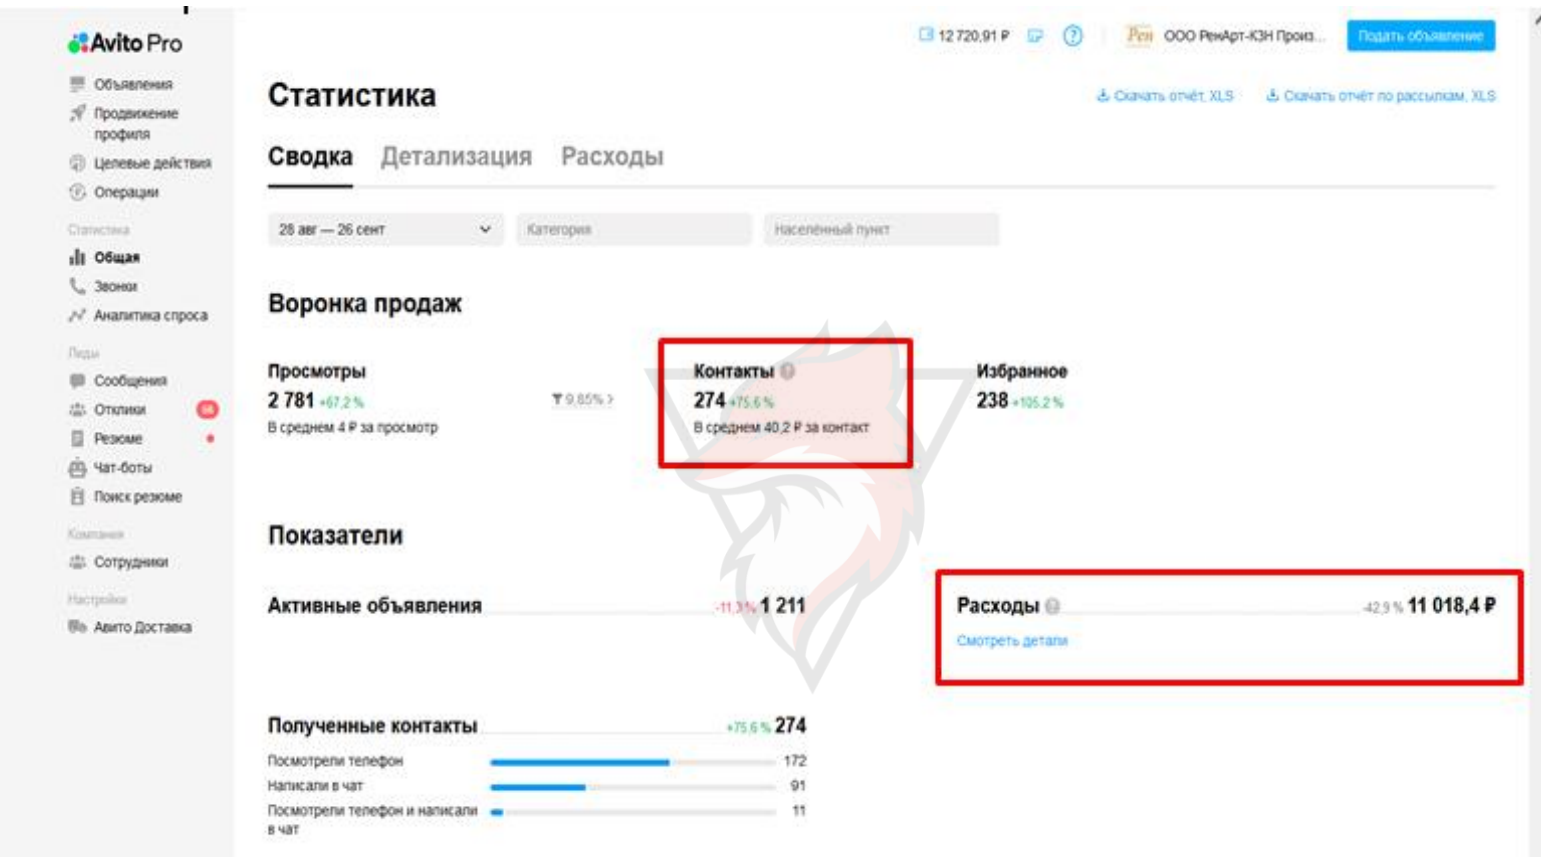 Avito Pro
12 720,91 ₽
Рен
ООО РенАрт-КЗН Произ...
Подать объявление
Объявления
Продвижение
профиля
Целевые действия
Операции
Статистика
Общая
Звонки
Аналитика спроса
Лиды
Сообщения
Отклики
Резюме
Чат-боты
Поиск резюме
Компания
Сотрудники
Настройки
Авито Доставка
Статистика
Скачать отчёт, XLS
Скачать отчёт по рассылкам, XLS
Сводка Детализация Расходы
28 авг — 26 сент
Категория
Населённый пункт
Воронка продаж
Просмотры
2 781 +67,2 %
В среднем 4 ₽ за просмотр
9,85% >
Контакты ?
274 +75,6 %
В среднем 40,2 ₽ за контакт
Избранное
238 +105,2 %
Показатели
Активные объявления -11,3 % 1 211
Расходы ? -42,9 % 11 018,4 ₽
Смотреть детали
Полученные контакты +75,6 % 274
Посмотрели телефон 172
Написали в чат 91
Посмотрели телефон и написали 11
в чат